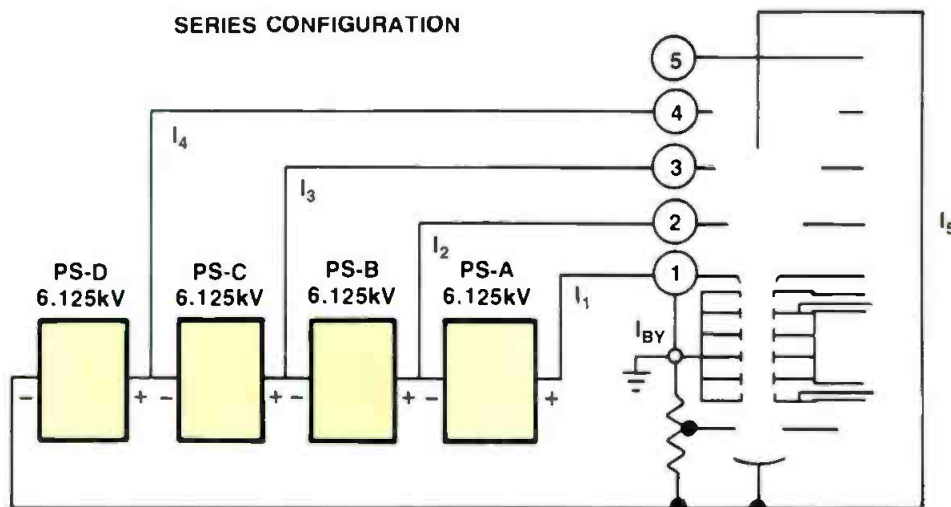 SERIES CONFIGURATION
5
4
I4
3
I3
2
I2
I5
PS-D
6.125kV
PS-C
6.125kV
PS-B
6.125kV
PS-A
6.125kV
1
I1
IBY
- + - + - + - +